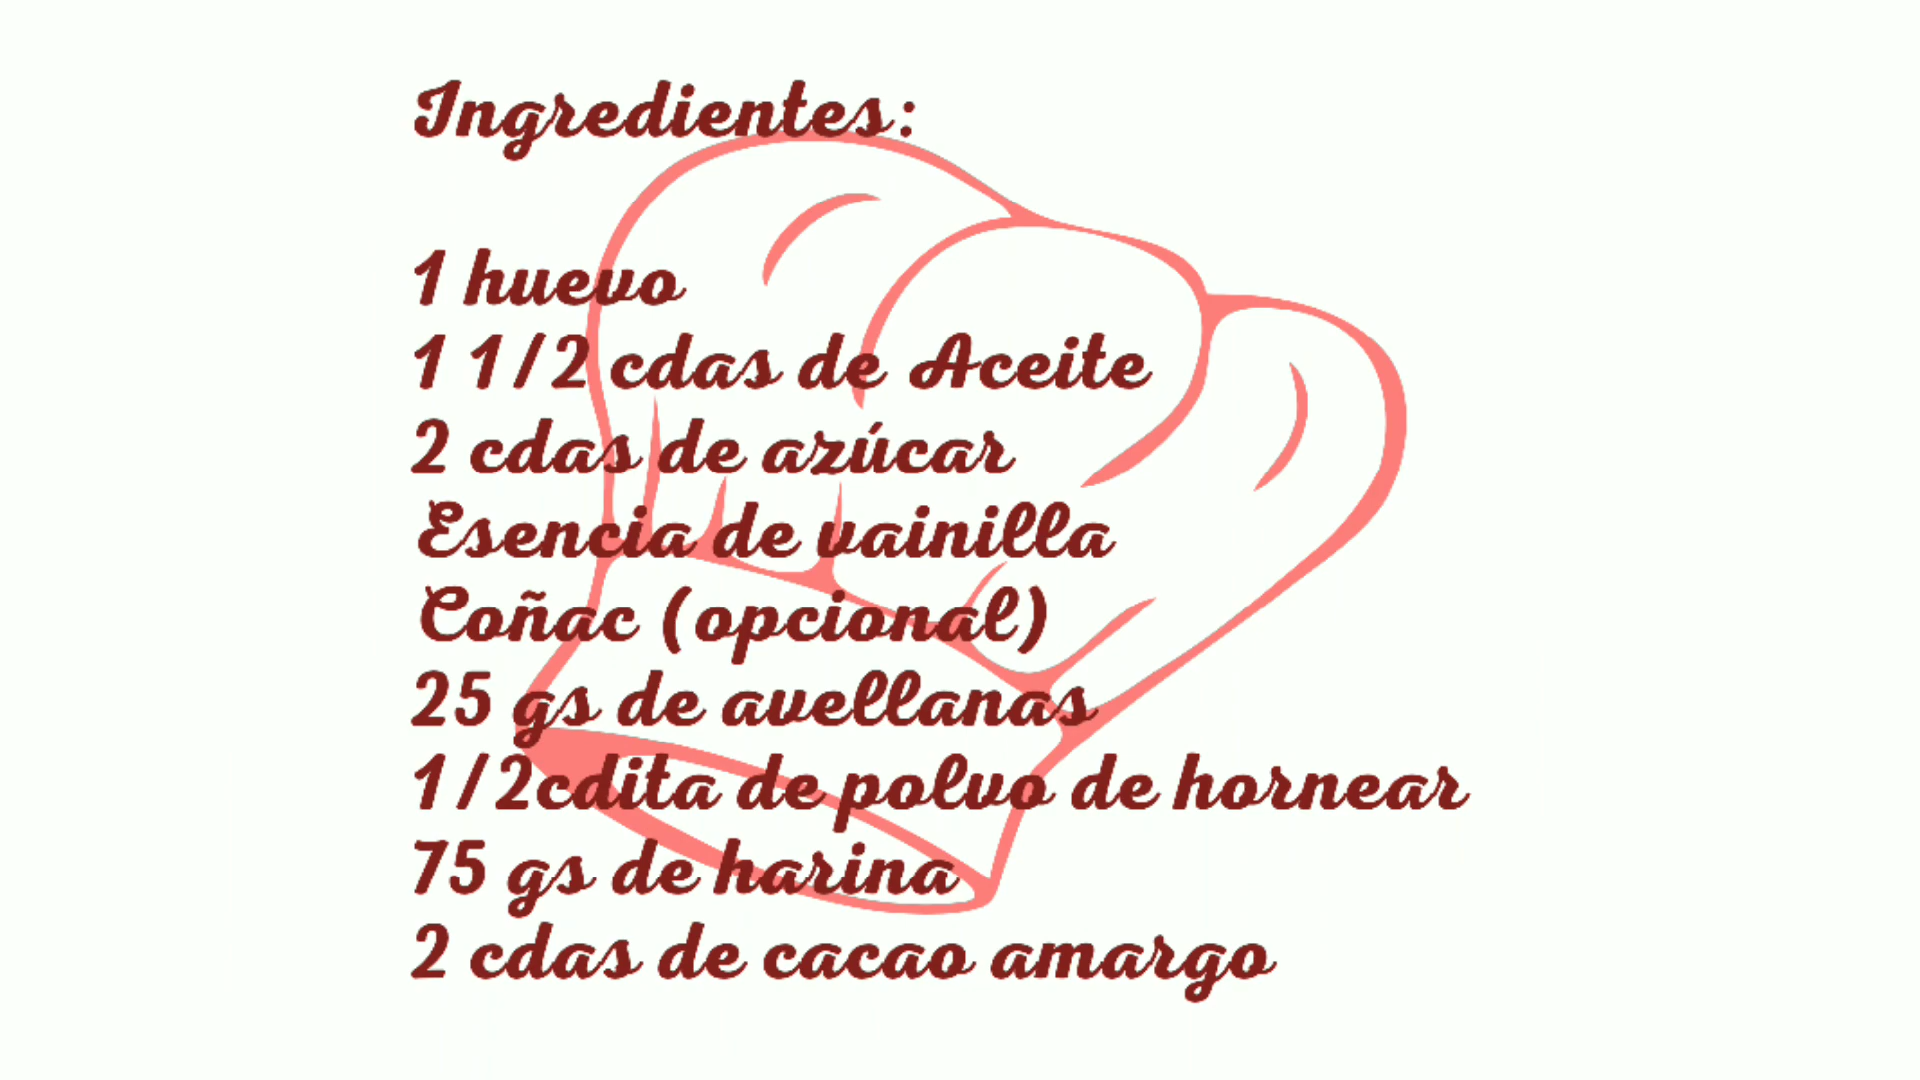 Ingredientes:
1 huevo
1 1/2 cdas de Aceite
2 cdas de azúcar
Esencia de vainilla
Coñac (opcional)
25 gs de avellanas
1/2cdita de polvo de hornear
75 gs de harina
2 cdas de cacao amargo